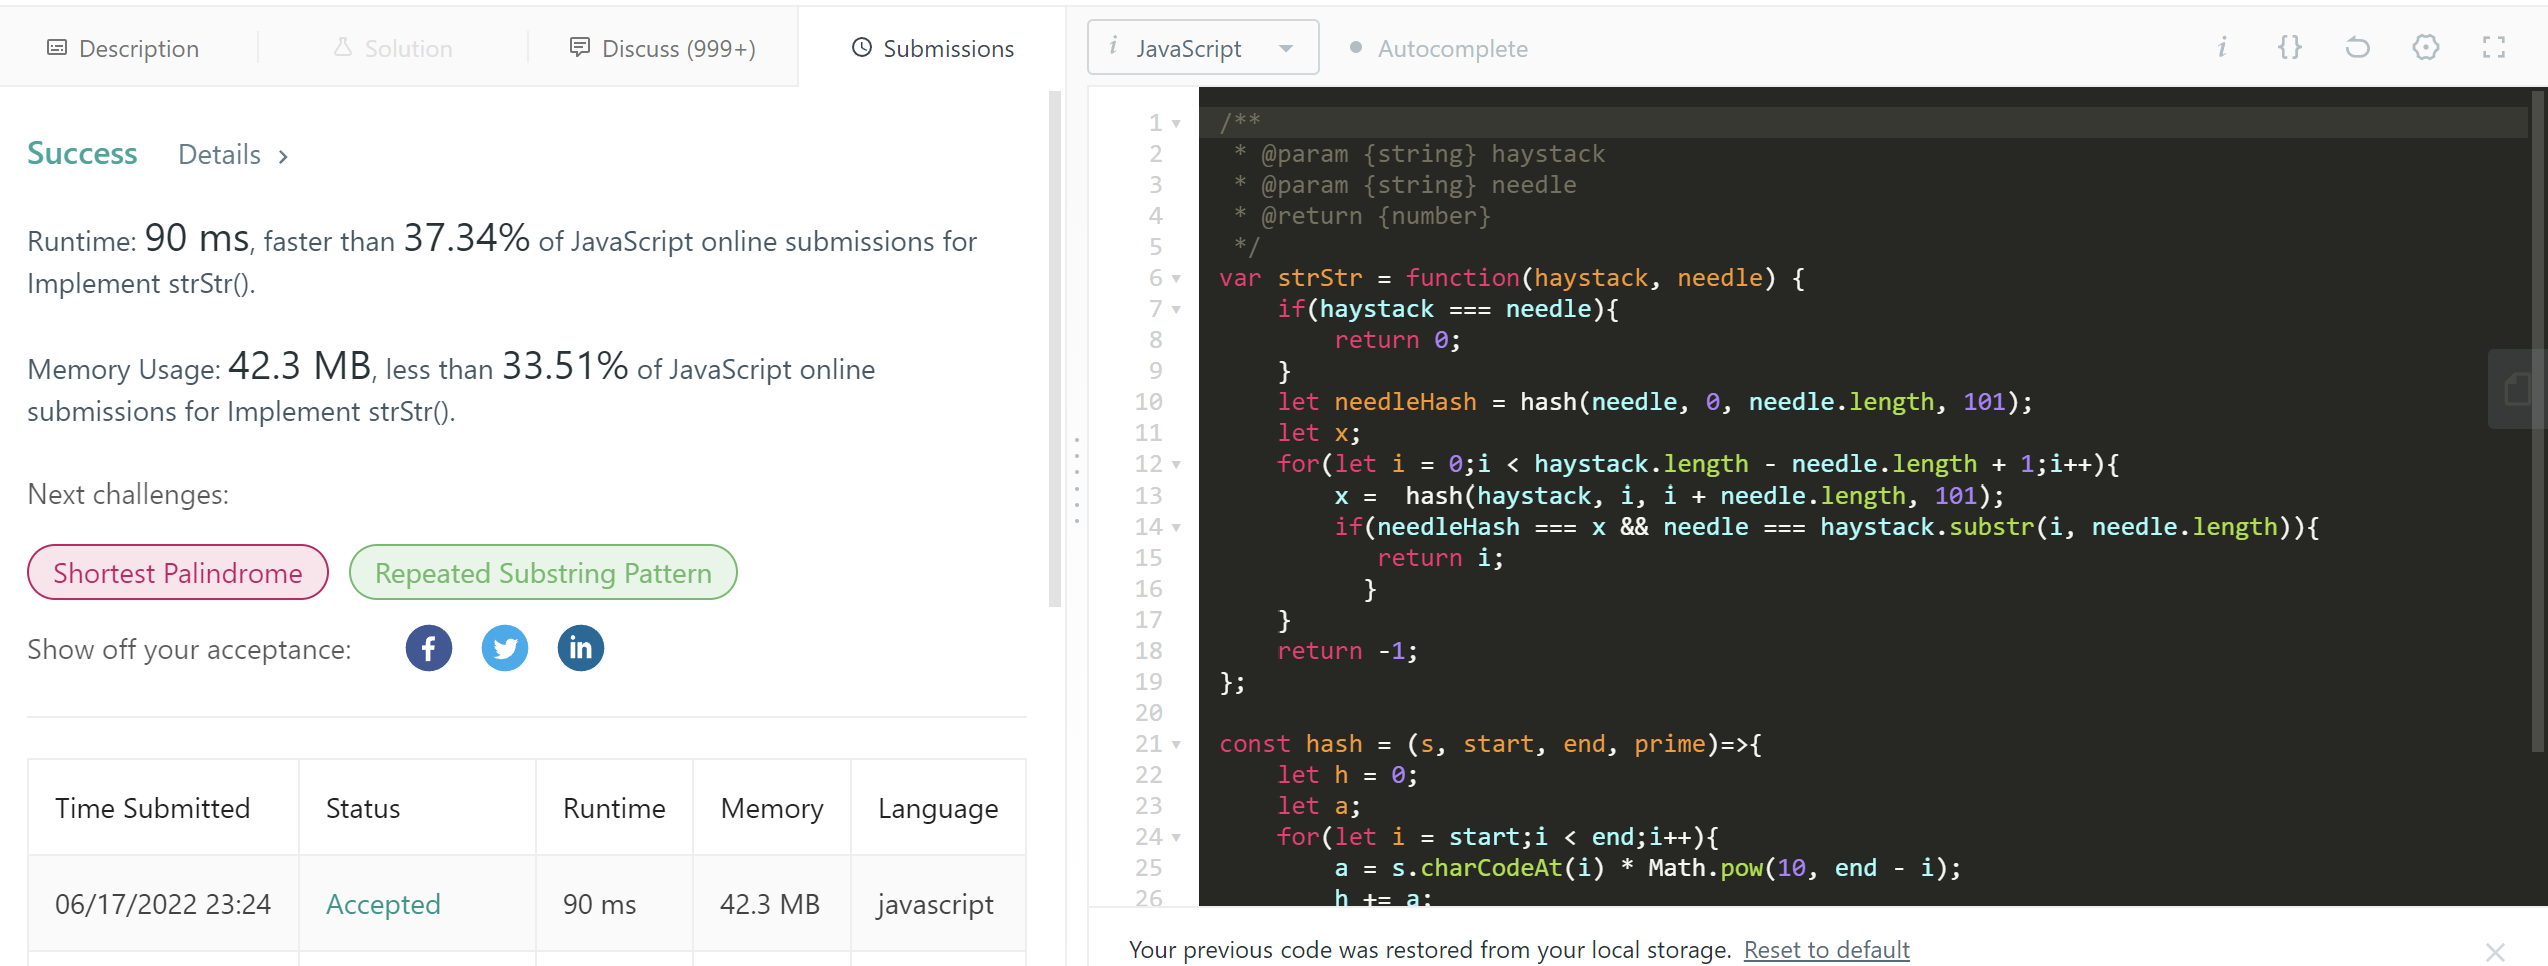 Description
Solution
Discuss (999+)
Submissions
Success Details >
Runtime: 90 ms, faster than 37.34% of JavaScript online submissions for
Implement strStr().
Memory Usage: 42.3 MB, less than 33.51% of JavaScript online
submissions for Implement strStr().
Next challenges:
Shortest Palindrome
Repeated Substring Pattern
Show off your acceptance:
f
in
Time Submitted Status Runtime Memory Language
06/17/2022 23:24 Accepted 90 ms 42.3 MB javascript
i JavaScript
Autocomplete
i {}
1 /**
2  * @param {string} haystack
3  * @param {string} needle
4  * @return {number}
5  */
6 var strStr = function(haystack, needle) {
7     if(haystack === needle){
8         return 0;
9     }
10     let needleHash = hash(needle, 0, needle.length, 101);
11     let x;
12     for(let i = 0;i < haystack.length - needle.length + 1;i++){
13         x =  hash(haystack, i, i + needle.length, 101);
14         if(needleHash === x && needle === haystack.substr(i, needle.length)){
15            return i;
16           }
17     }
18     return -1;
19 };
20
21 const hash = (s, start, end, prime)=>{
22     let h = 0;
23     let a;
24     for(let i = start;i < end;i++){
25         a = s.charCodeAt(i) * Math.pow(10, end - i);
26         h += a;
Your previous code was restored from your local storage. Reset to default